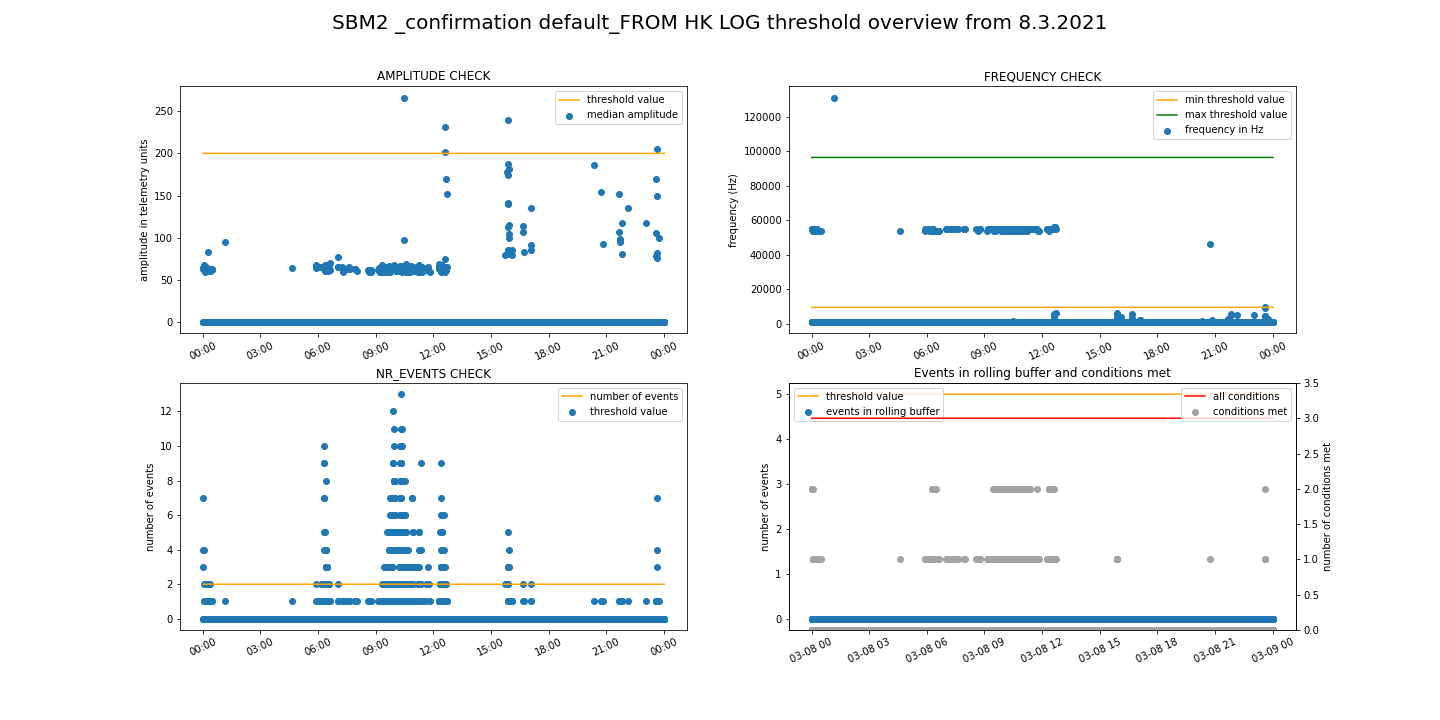 SBM2 _confirmation default_FROM HK LOG threshold overview from 8.3.2021
AMPLITUDE CHECK
threshold value
median amplitude
amplitude in telemetry units
250
200
150
100
50
0
00:00 03:00 06:00 09:00 12:00 15:00 18:00 21:00 00:00
FREQUENCY CHECK
min threshold value
max threshold value
frequency in Hz
frequency (Hz)
120000
100000
80000
60000
40000
20000
0
00:00 03:00 06:00 09:00 12:00 15:00 18:00 21:00 00:00
NR_EVENTS CHECK
number of events
threshold value
number of events
12
10
8
6
4
2
0
00:00 03:00 06:00 09:00 12:00 15:00 18:00 21:00 00:00
Events in rolling buffer and conditions met
threshold value
events in rolling buffer
all conditions
conditions met
number of events
5
4
3
2
1
0
3.5
3.0
2.5
2.0
1.5
1.0
0.5
0.0
number of conditions met
03-08 00 03-08 03 03-08 06 03-08 09 03-08 12 03-08 15 03-08 18 03-08 21 03-09 00